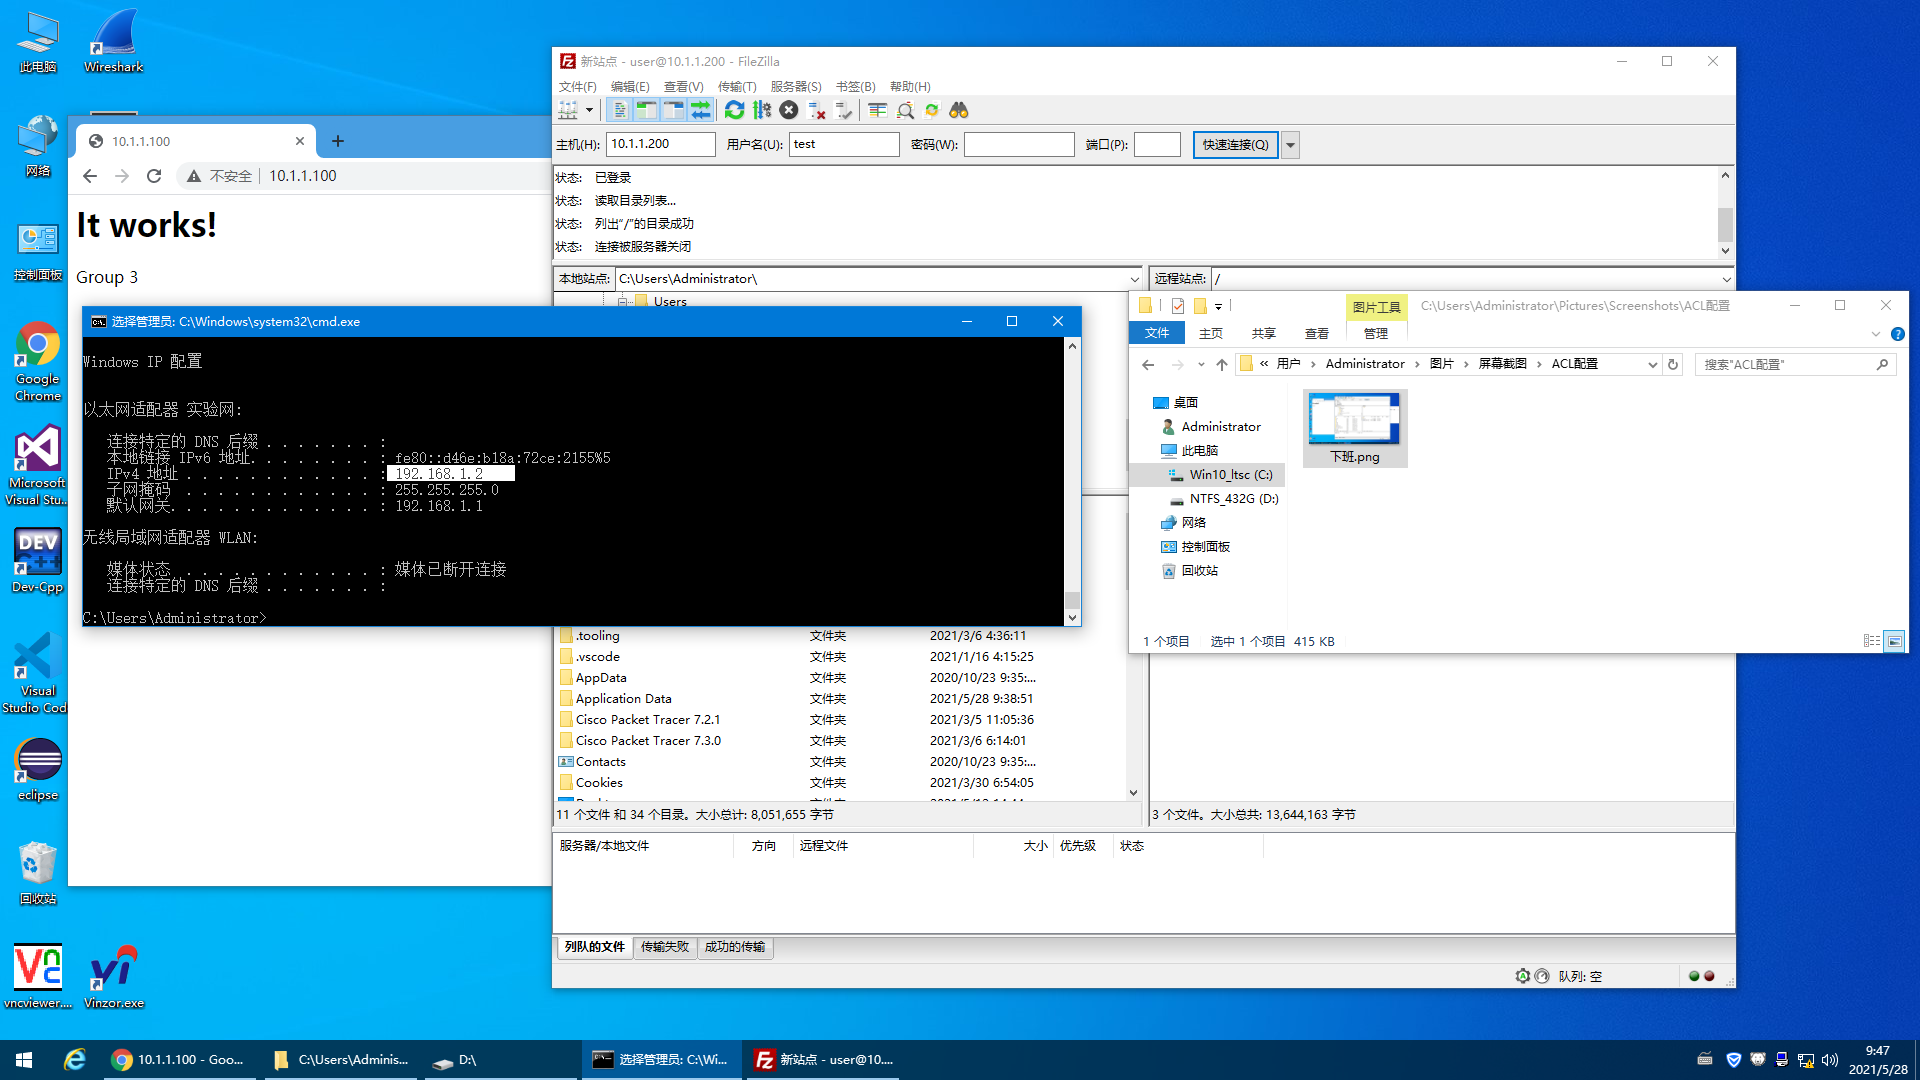 此电脑
Wireshark
网络
控制面板
Google
Chrome
Microsoft
Visual Stu...
DEV
C++
Dev-Cpp
Visual
Studio Cod
eclipse
回收站
vncviewer....
Vinzor.exe
10.1.1.100
不安全
10.1.1.100
It works!
Group 3
新站点 - user@10.1.1.200 - FileZilla
文件(F) 编辑(E) 查看(V) 传输(T) 服务器(S) 书签(B) 帮助(H)
主机(H): 10.1.1.200 用户名(U): test 密码(W): 端口(P): 快速连接(Q)
状态: 已登录
状态: 读取目录列表...
状态: 列出“/”的目录成功
状态: 连接被服务器关闭
本地站点: C:\Users\Administrator\
远程站点: /
Users
选择管理员: C:\Windows\system32\cmd.exe
Windows IP 配置
以太网适配器 实验网:
连接特定的 DNS 后缀 . . . . . . . :
本地链接 IPv6 地址. . . . . . . . : fe80::d46e:b18a:72ce:2155%5
IPv4 地址 . . . . . . . . . . . . : 192.168.1.2
子网掩码 . . . . . . . . . . . . : 255.255.255.0
默认网关. . . . . . . . . . . . . : 192.168.1.1
无线局域网适配器 WLAN:
媒体状态 . . . . . . . . . . . . : 媒体已断开连接
连接特定的 DNS 后缀 . . . . . . . :
C:\Users\Administrator>
图片工具 C:\Users\Administrator\Pictures\Screenshots\ACL配置
文件 主页 共享 查看 管理
« 用户 › Administrator › 图片 › 屏幕截图 › ACL配置
搜索"ACL配置"
桌面
Administrator
此电脑
Win10_ltsc (C:)
NTFS_432G (D:)
网络
控制面板
回收站
下班.png
1 个项目 选中 1 个项目 415 KB
.tooling 文件夹 2021/3/6 4:36:11
.vscode 文件夹 2021/1/16 4:15:25
AppData 文件夹 2020/10/23 9:35:...
Application Data 文件夹 2021/5/28 9:38:51
Cisco Packet Tracer 7.2.1 文件夹 2021/3/5 11:05:36
Cisco Packet Tracer 7.3.0 文件夹 2021/3/6 6:14:01
Contacts 文件夹 2020/10/23 9:35:...
Cookies 文件夹 2021/3/30 6:54:05
11 个文件 和 34 个目录。大小总计: 8,051,655 字节
3 个文件。大小总共: 13,644,163 字节
服务器/本地文件 方向 远程文件 大小 优先级 状态
列队的文件 传输失败 成功的传输
队列: 空
10.1.1.100 - Goo...
C:\Users\Adminis...
D:\
选择管理员: C:\Wi...
新站点 - user@10....
9:47
2021/5/28